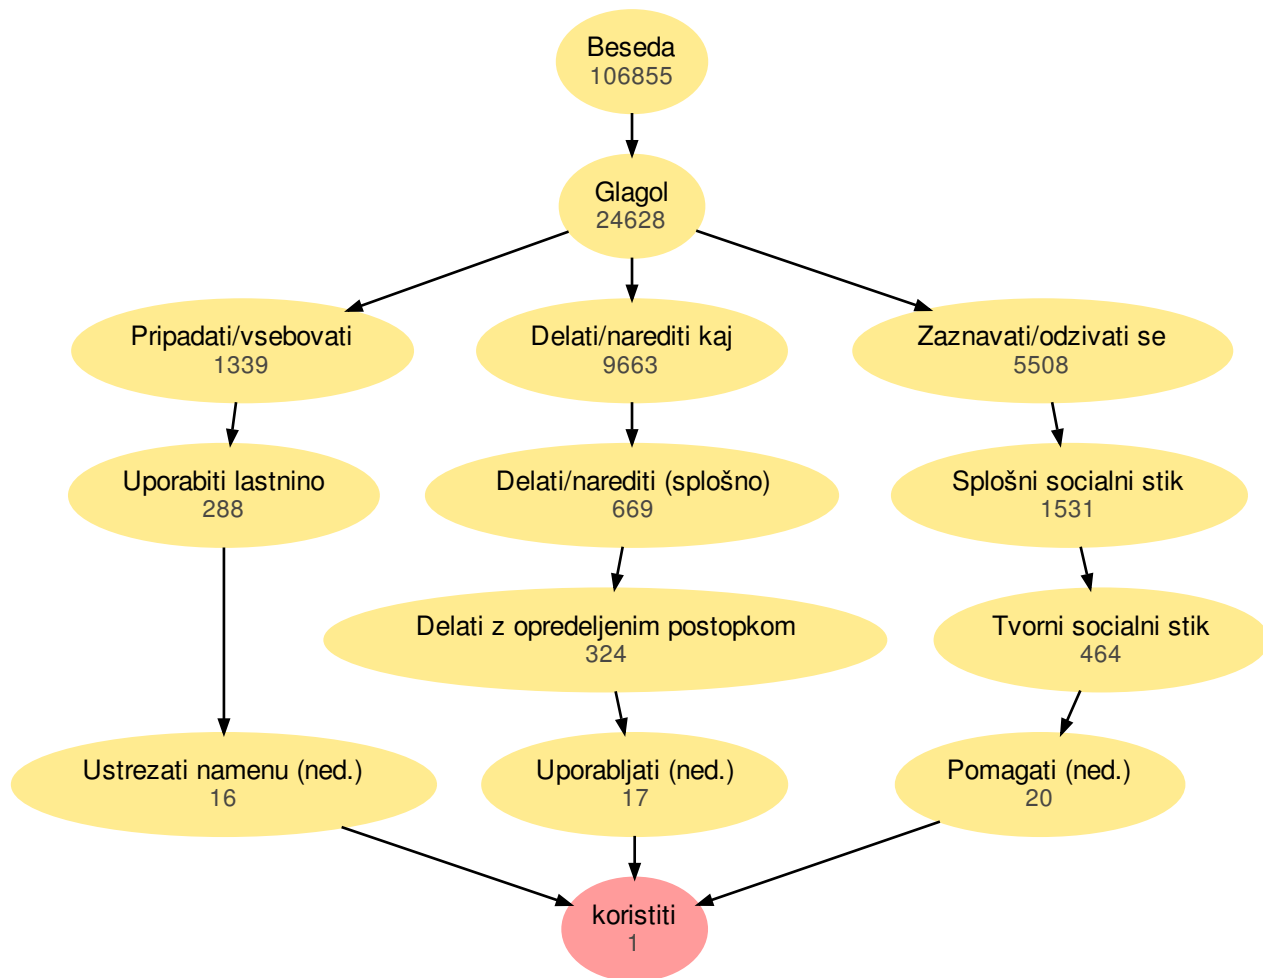 Beseda
106855
Glagol
24628
Pripadati/vsebovati
1339
Delati/narediti kaj
9663
Zaznavati/odzivati se
5508
Uporabiti lastnino
288
Delati/narediti (splošno)
669
Splošni socialni stik
1531
Delati z opredeljenim postopkom
324
Tvorni socialni stik
464
Ustrezati namenu (ned.)
16
Uporabljati (ned.)
17
Pomagati (ned.)
20
koristiti
1